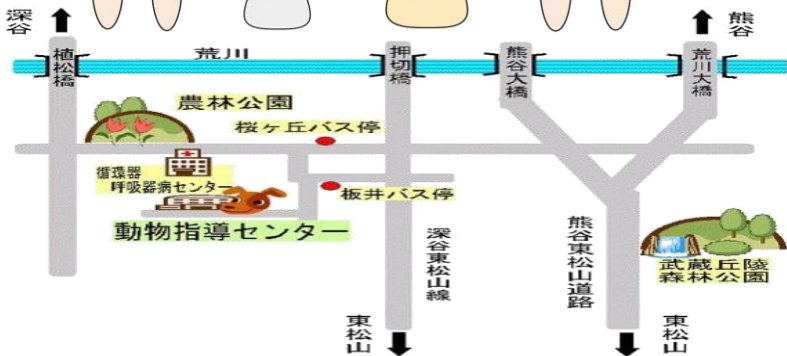 深谷
熊谷
植松橋
荒川
押切橋
熊谷大橋
荒川大橋
農林公園
桜ヶ丘バス停
循環器
呼吸器病センター
板井バス停
動物指導センター
深谷東松山線
熊谷東松山道路
武蔵丘陵
森林公園
東松山
東松山